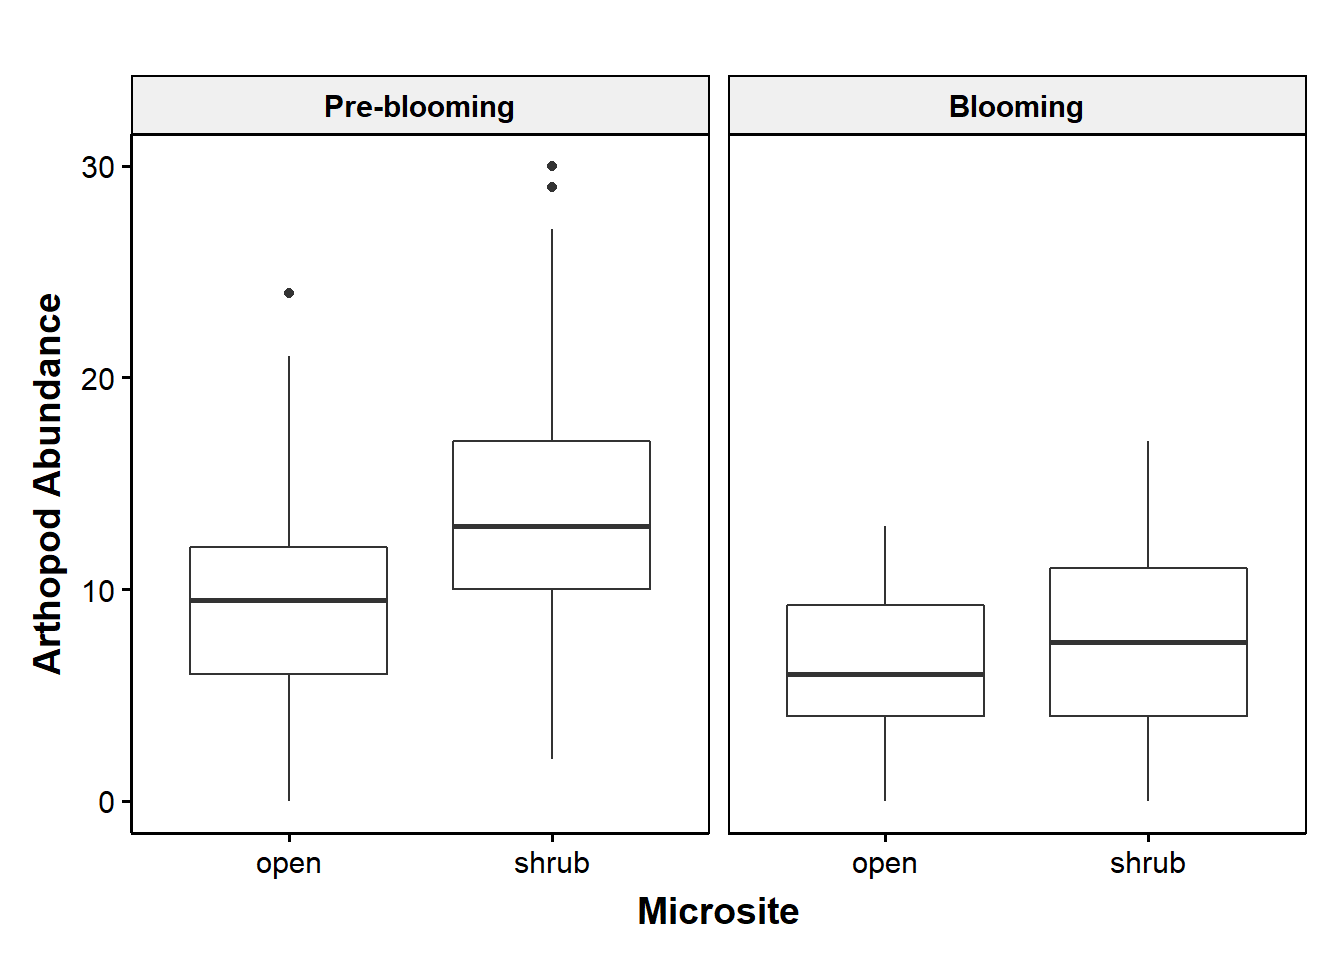 Pre-blooming
Blooming
Arthopod Abundance
30
20
10
0
open
shrub
open
shrub
Microsite